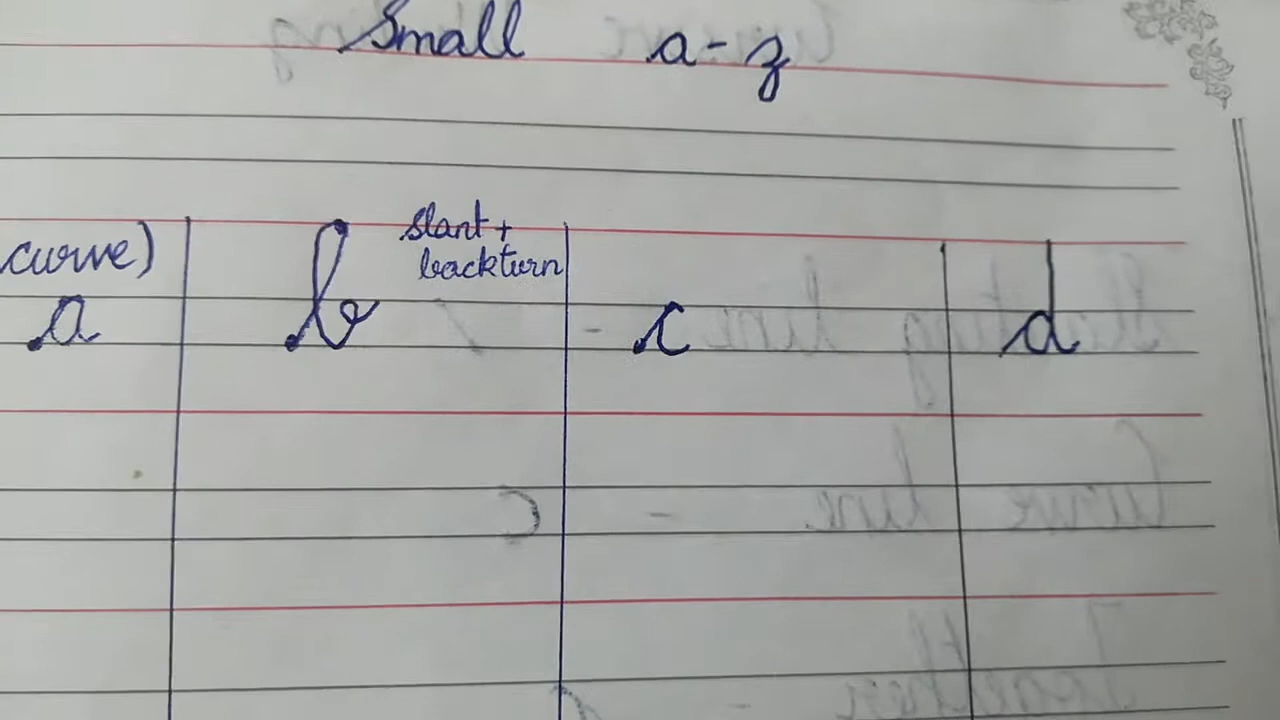 Small a-z
curve)
slant +
backturn
a b c d